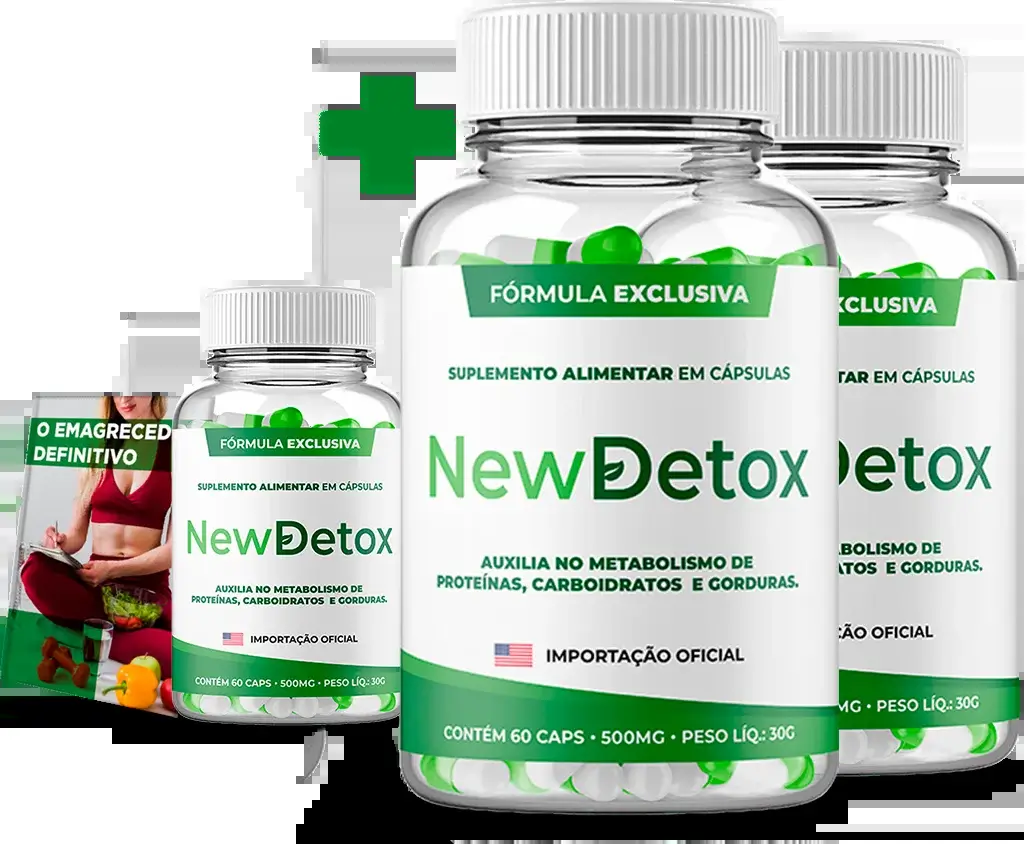 O EMAGRECED
DEFINITIVO
FÓRMULA EXCLUSIVA
SUPLEMENTO ALIMENTAR EM CÁPSULAS
NewDetox
AUXILIA NO METABOLISMO DE
PROTEÍNAS, CARBOIDRATOS E GORDURAS.
IMPORTAÇÃO OFICIAL
CONTÉM 60 CAPS • 500MG • PESO LÍQ.: 30G
FÓRMULA EXCLUSIVA
SUPLEMENTO ALIMENTAR EM CÁPSULAS
NewDetox
AUXILIA NO METABOLISMO DE
PROTEÍNAS, CARBOIDRATOS E GORDURAS.
IMPORTAÇÃO OFICIAL
CONTÉM 60 CAPS • 500MG • PESO LÍQ.: 30G
XCLUSIVA
TAR EM CÁPSULAS
Detox
ABOLISMO DE
ATOS E GORDURAS.
ÇÃO OFICIAL
MG • PESO LÍQ.: 30G